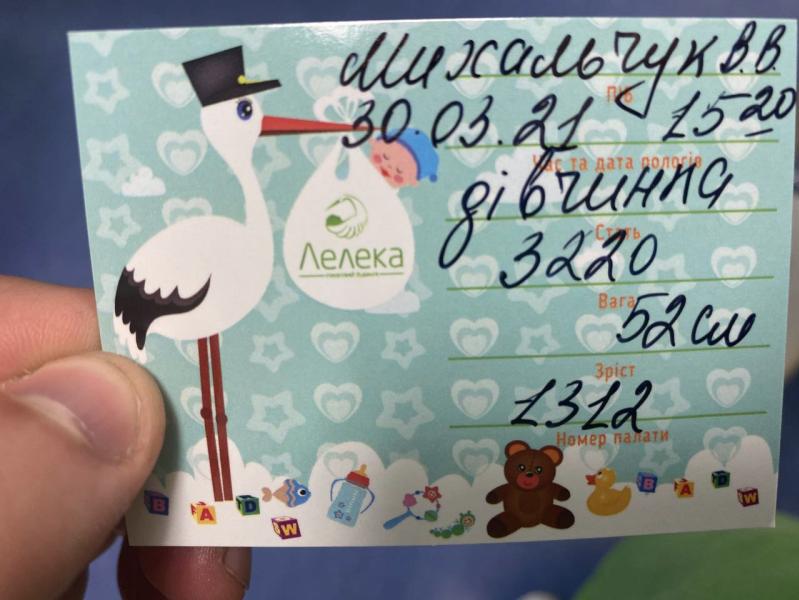 Михальчук В.В.
ПІБ
30.03.21 15 20
Час та дата пологів
дівчинка
Стать
3220
Вага
52 см
Зріст
1312
Номер палати
Лелека
B A D W
B A D W